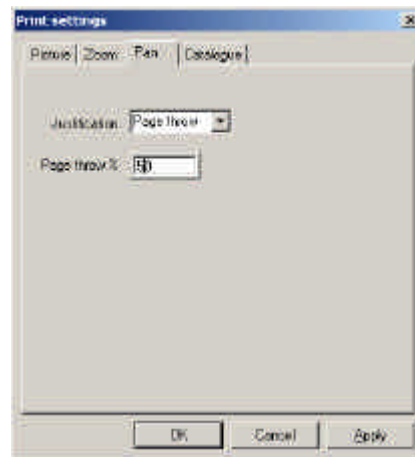 Print settings
Picture Zoom Pan Catalogue
Justification Page throw
Page throw % 50
OK Cancel Apply